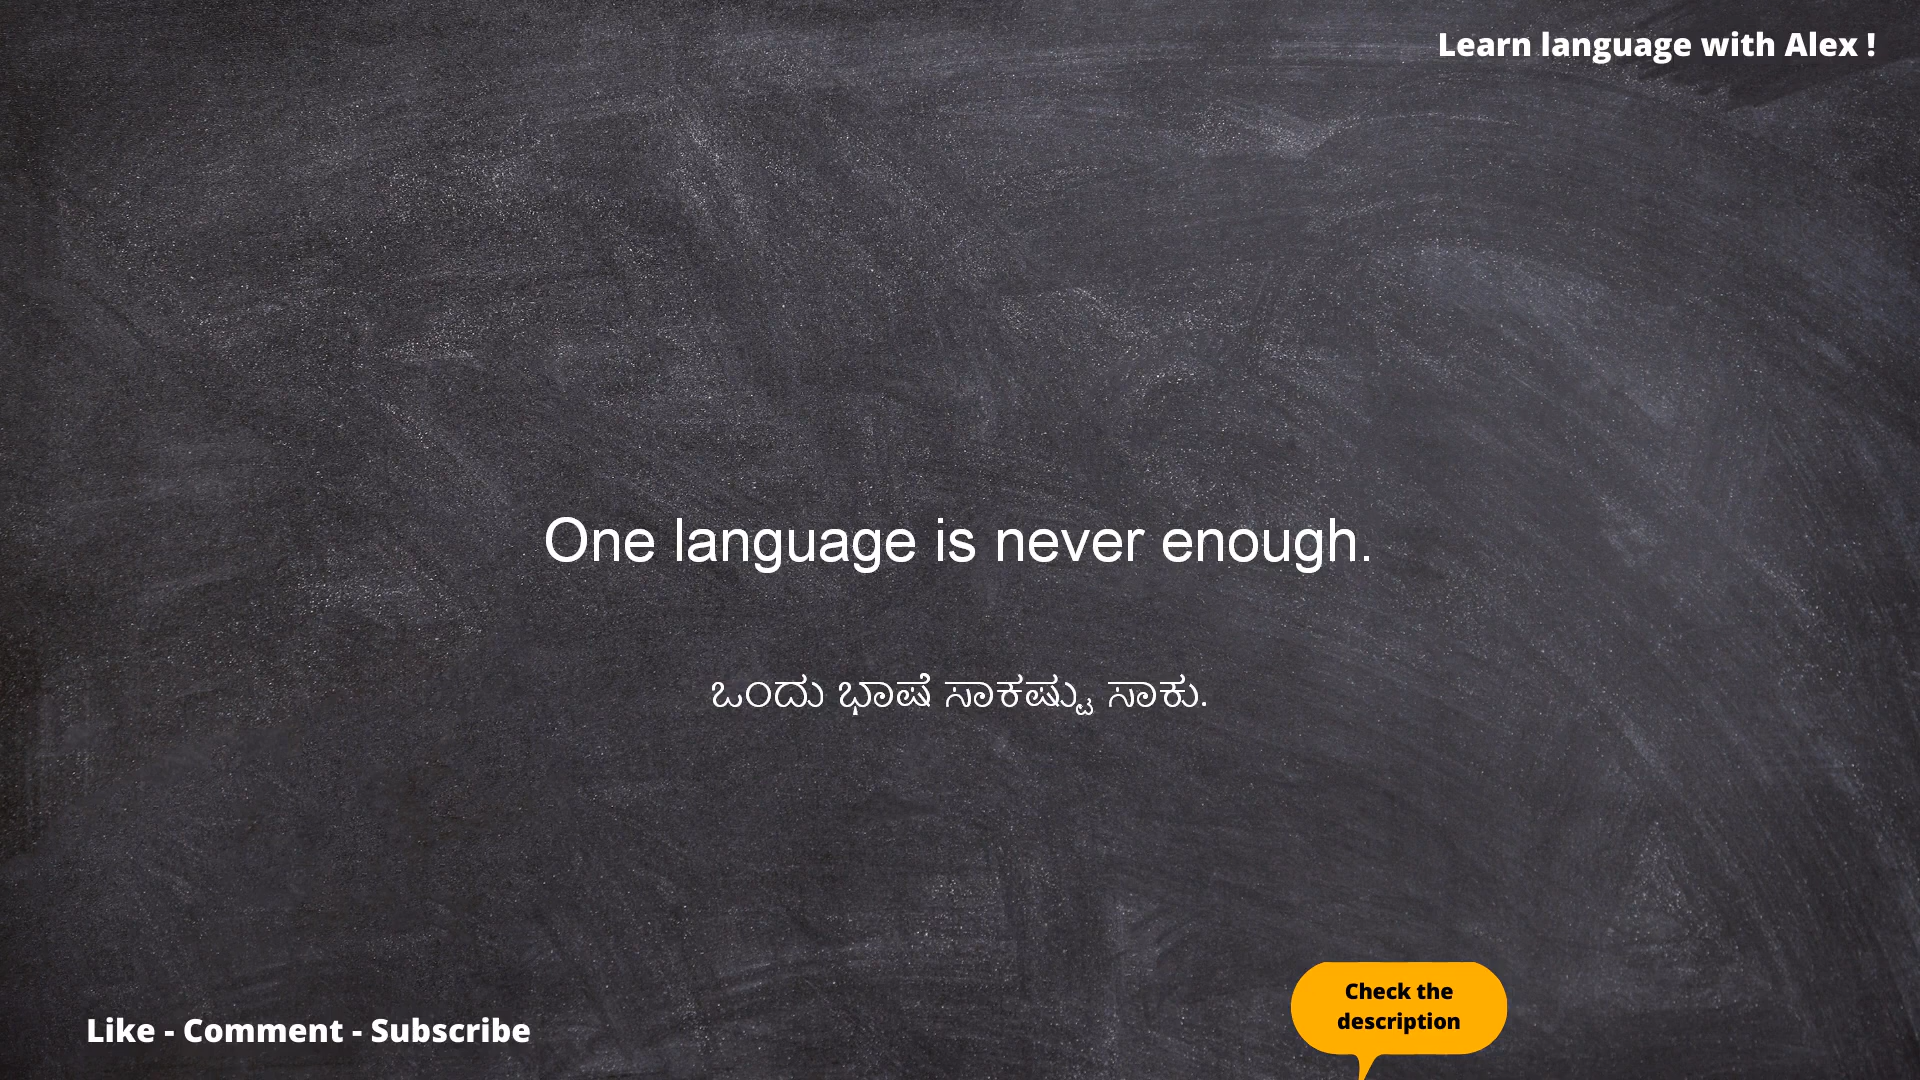 Learn language with Alex !
One language is never enough.
ಒಂದು ಭಾಷೆ ಸಾಕಷ್ಟು ಸಾಕು.
Check the
description
Like - Comment - Subscribe